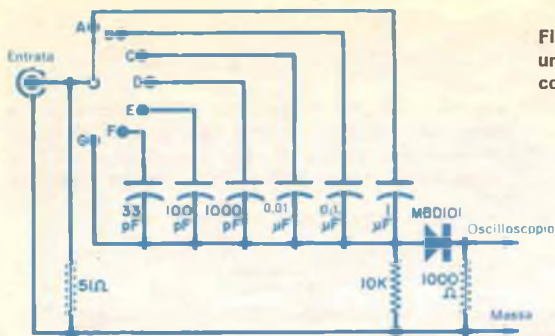 A
B
Entrata
C
D
E
F
G
33 pF
100 pF
1000 pF
0,01 µF
0,1 µF
1 µF
MBD101
Oscilloscopio
51Ω
10K
1000 Ω
Massa
Fi
un
co